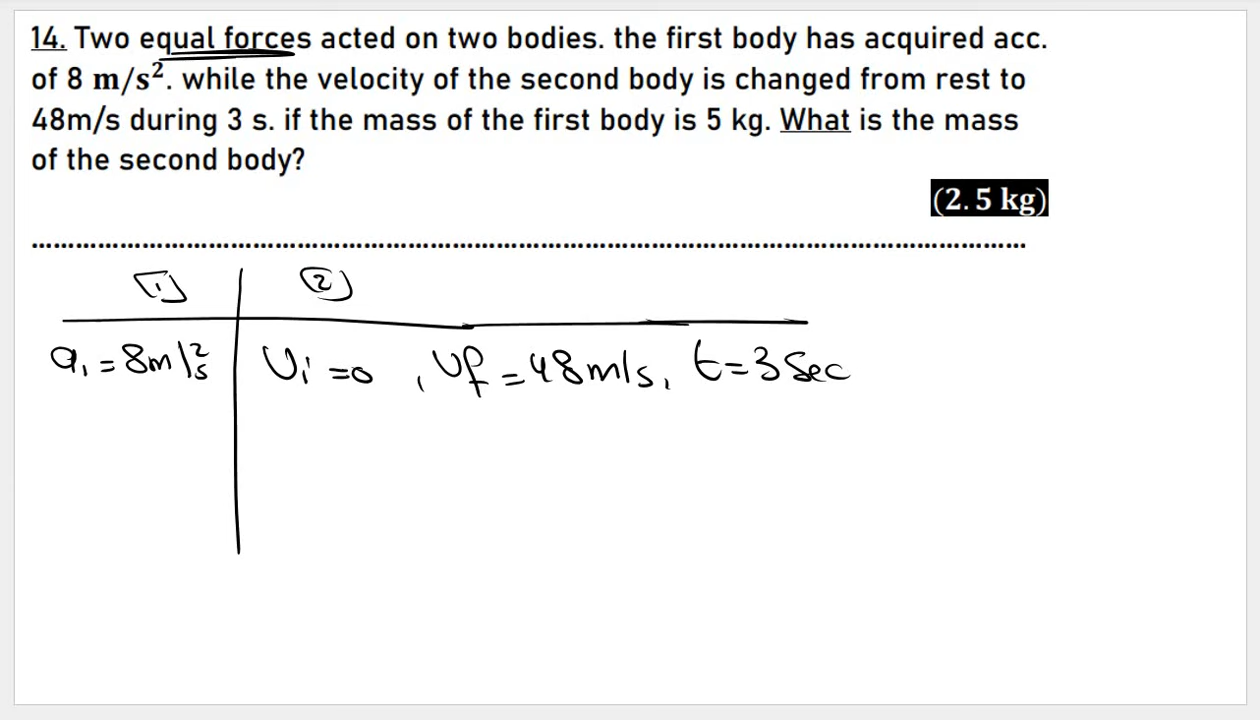 14. Two equal forces acted on two bodies. the first body has acquired acc.
of 8 m/s². while the velocity of the second body is changed from rest to
48m/s during 3 s. if the mass of the first body is 5 kg. What is the mass
of the second body?
(2.5 kg)
1 2
a₁ = 8m/s² Vi = 0 , Vf = 48m/s, t = 3 Sec